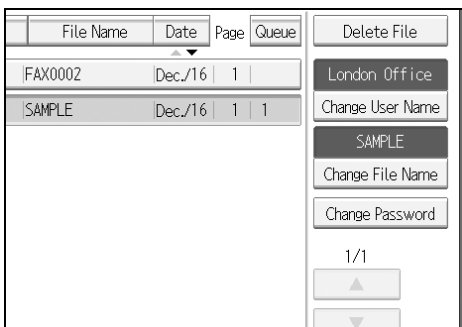 File Name Date Page Queue
FAX0002 Dec./16 1
SAMPLE Dec./16 1 1
Delete File
London Office
Change User Name
SAMPLE
Change File Name
Change Password
1/1